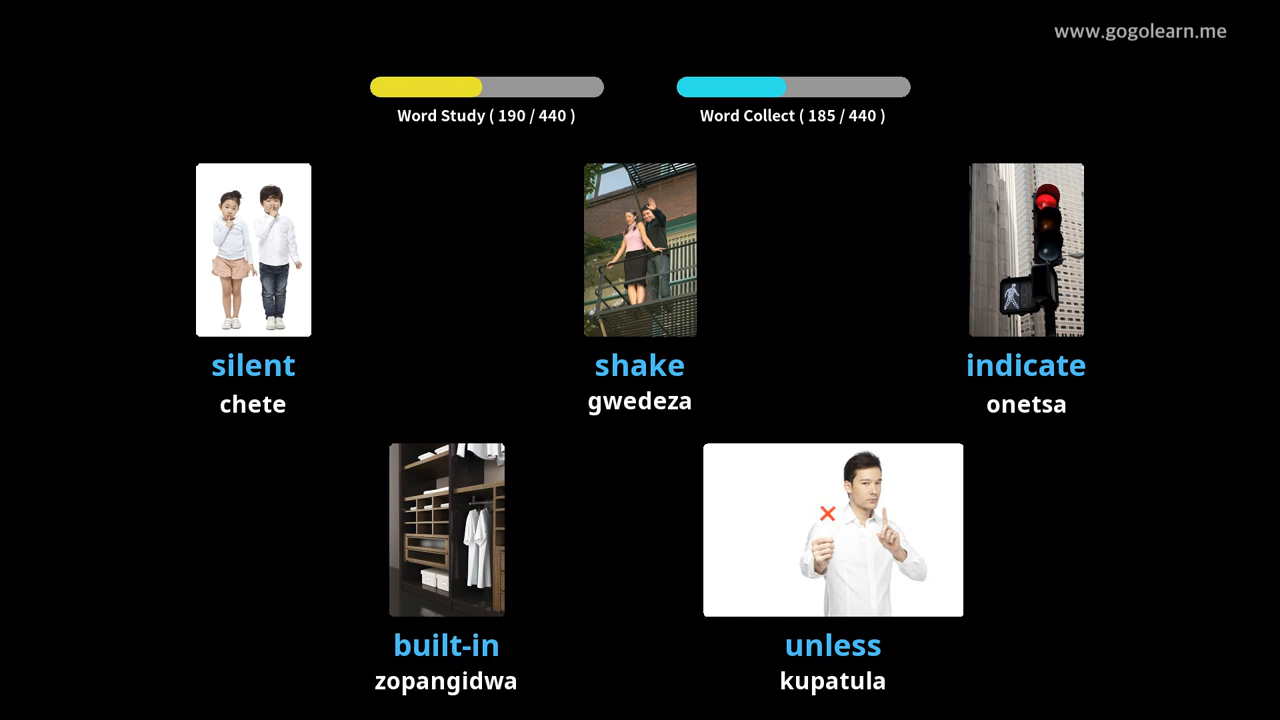 www.gogolearn.me
Word Study ( 190 / 440 )
Word Collect ( 185 / 440 )
silent
chete
shake
gwedeza
indicate
onetsa
built-in
zopangidwa
unless
kupatula